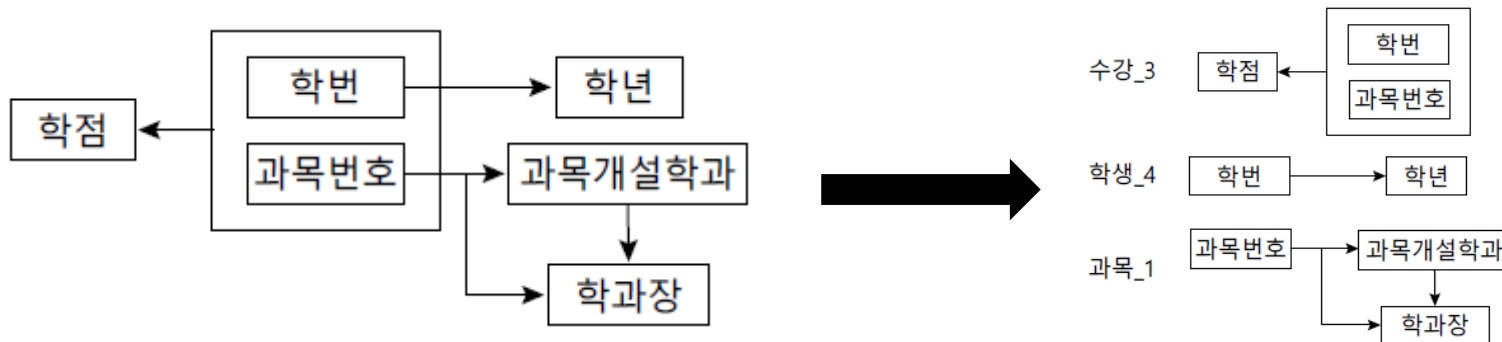 학번
학년
학점
과목번호
과목개설학과
학과장
수강_3
학점
학번
과목번호
학생_4
학번
학년
과목_1
과목번호
과목개설학과
학과장